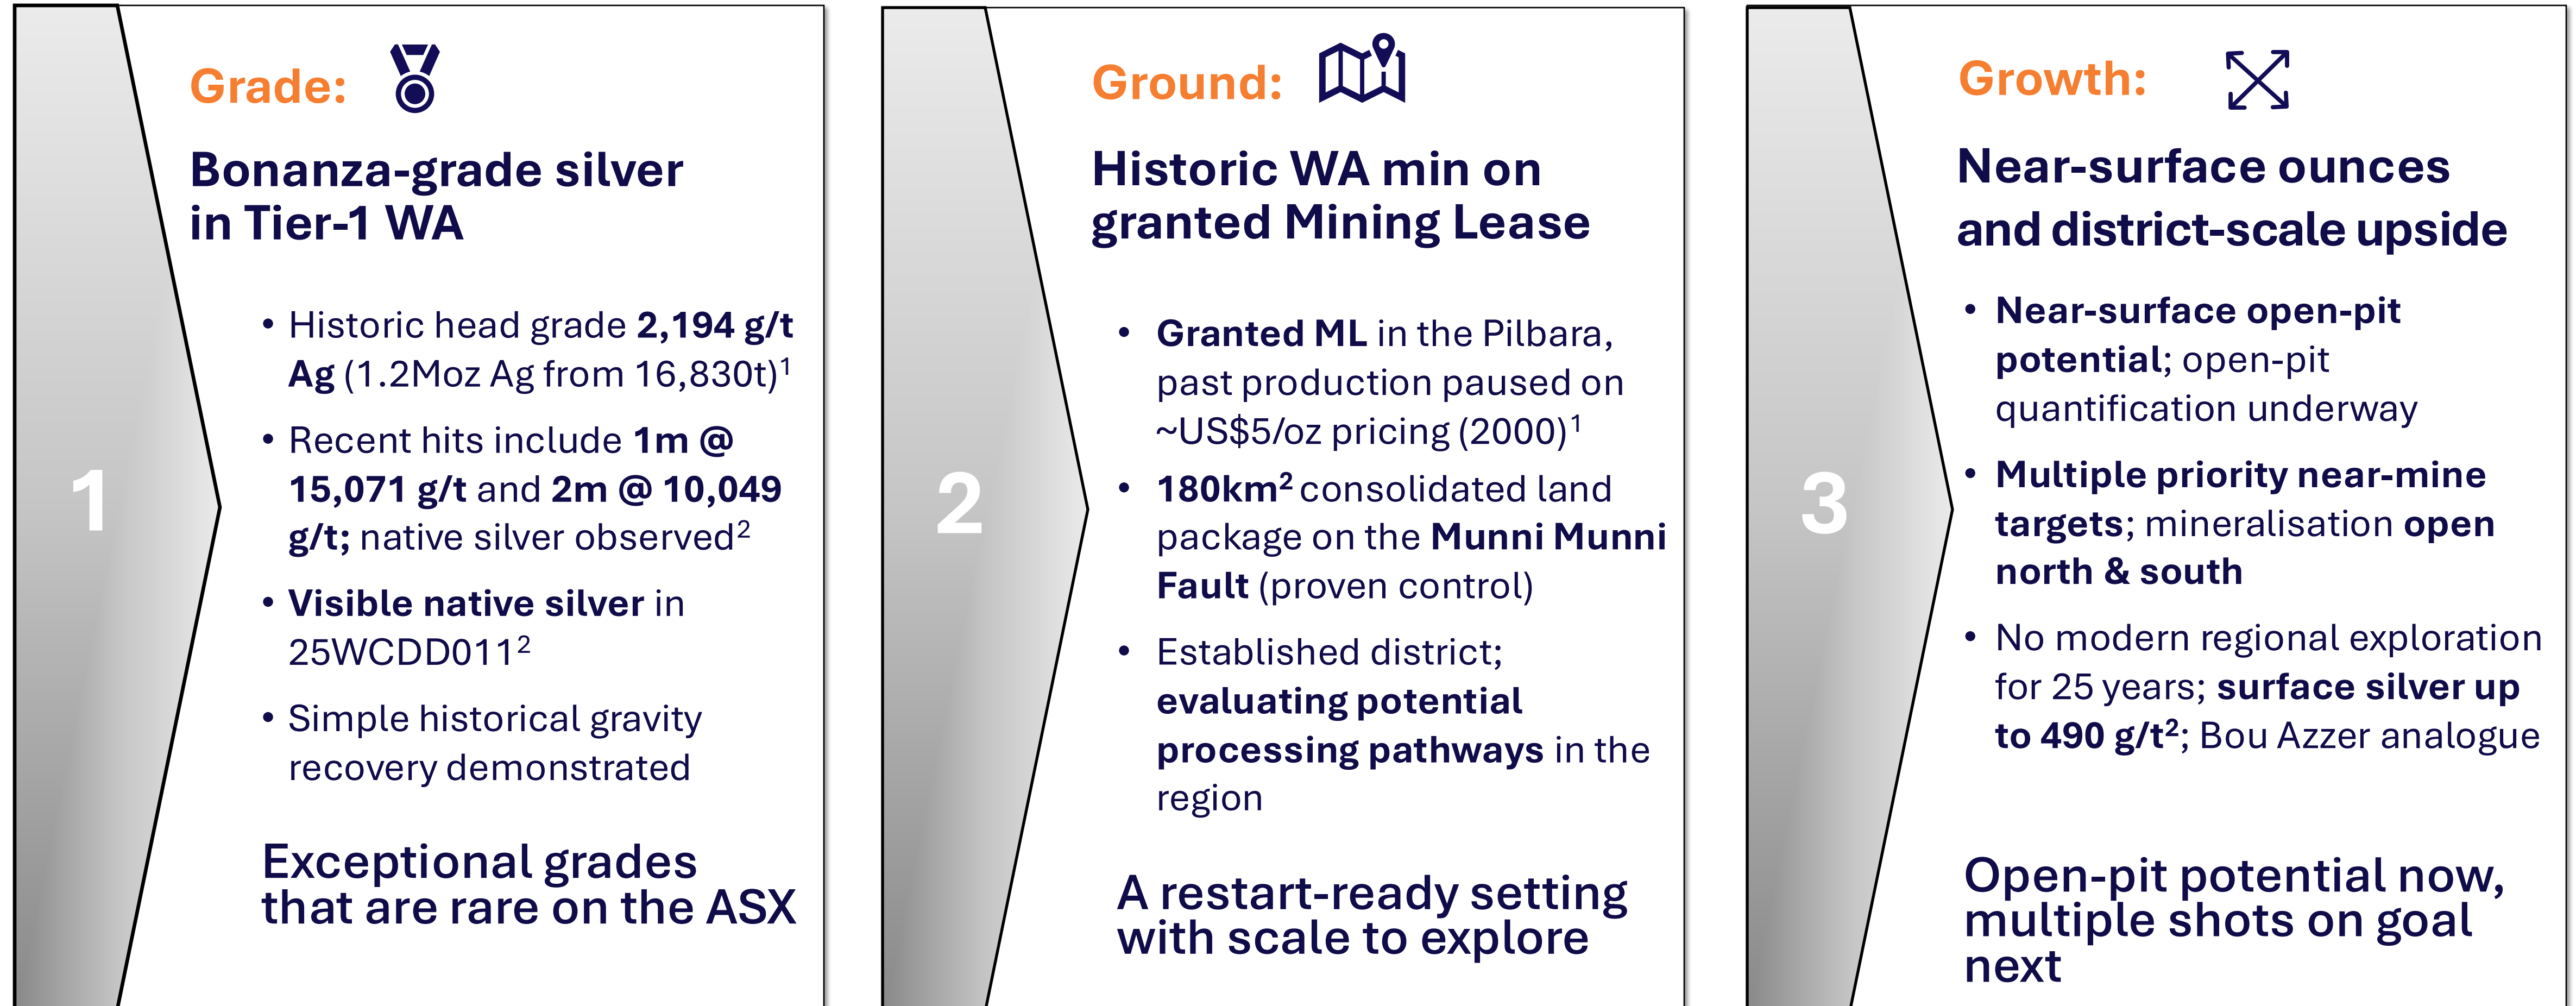 1
Grade:
Bonanza-grade silver
in Tier-1 WA
• Historic head grade 2,194 g/t
Ag (1.2Moz Ag from 16,830t)¹
• Recent hits include 1m @
15,071 g/t and 2m @ 10,049
g/t; native silver observed²
• Visible native silver in
25WCDD011²
• Simple historical gravity
recovery demonstrated
Exceptional grades
that are rare on the ASX
2
Ground:
Historic WA min on
granted Mining Lease
• Granted ML in the Pilbara,
past production paused on
~US$5/oz pricing (2000)¹
• 180km² consolidated land
package on the Munni Munni
Fault (proven control)
• Established district;
evaluating potential
processing pathways in the
region
A restart-ready setting
with scale to explore
3
Growth:
Near-surface ounces
and district-scale upside
• Near-surface open-pit
potential; open-pit
quantification underway
• Multiple priority near-mine
targets; mineralisation open
north & south
• No modern regional exploration
for 25 years; surface silver up
to 490 g/t²; Bou Azzer analogue
Open-pit potential now,
multiple shots on goal
next